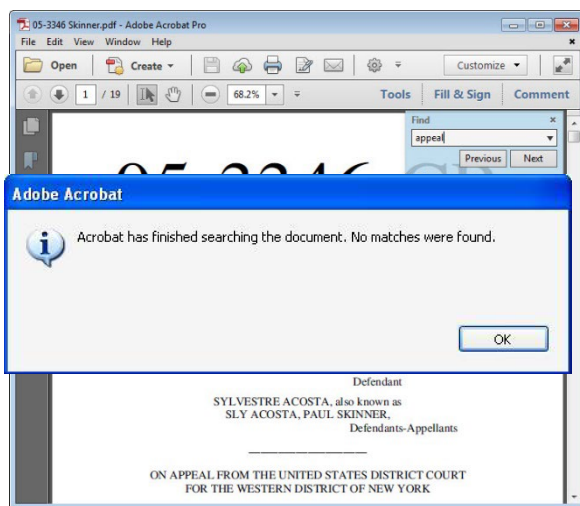 05-3346 Skinner.pdf - Adobe Acrobat Pro
File Edit View Window Help
Open Create Customize
1 / 19 68.2% Tools Fill & Sign Comment
Find
appeal
Previous Next
05-3346 CR
Adobe Acrobat
Acrobat has finished searching the document. No matches were found.
OK
Defendant
SYLVESTRE ACOSTA, also known as
SLY ACOSTA, PAUL SKINNER,
Defendants-Appellants
ON APPEAL FROM THE UNITED STATES DISTRICT COURT
FOR THE WESTERN DISTRICT OF NEW YORK